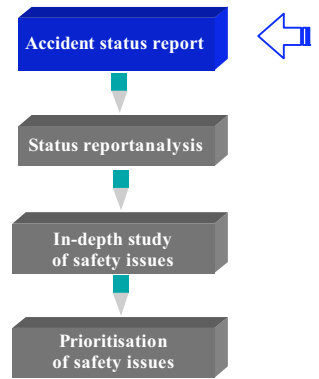 Accident status report
Status reportanalysis
In-depth study
of safety issues
Prioritisation
of safety issues